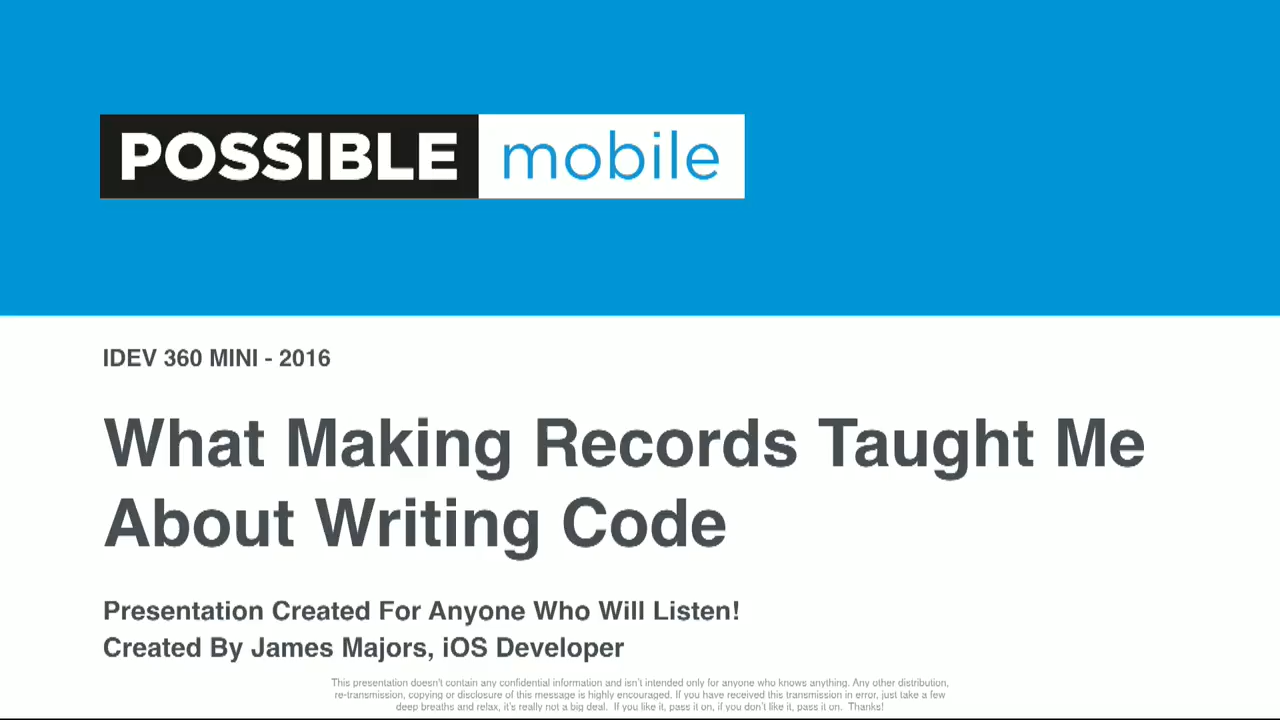 POSSIBLE mobile
IDEV 360 MINI - 2016
What Making Records Taught Me
About Writing Code
Presentation Created For Anyone Who Will Listen!
Created By James Majors, iOS Developer
This presentation doesn't contain any confidential information and isn't intended only for anyone who knows anything. Any other distribution,
re-transmission, copying or disclosure of this message is highly encouraged. If you have received this transmission in error, just take a few
deep breaths and relax, it's really not a big deal.  If you like it, pass it on, if you don't like it, pass it on.  Thanks!